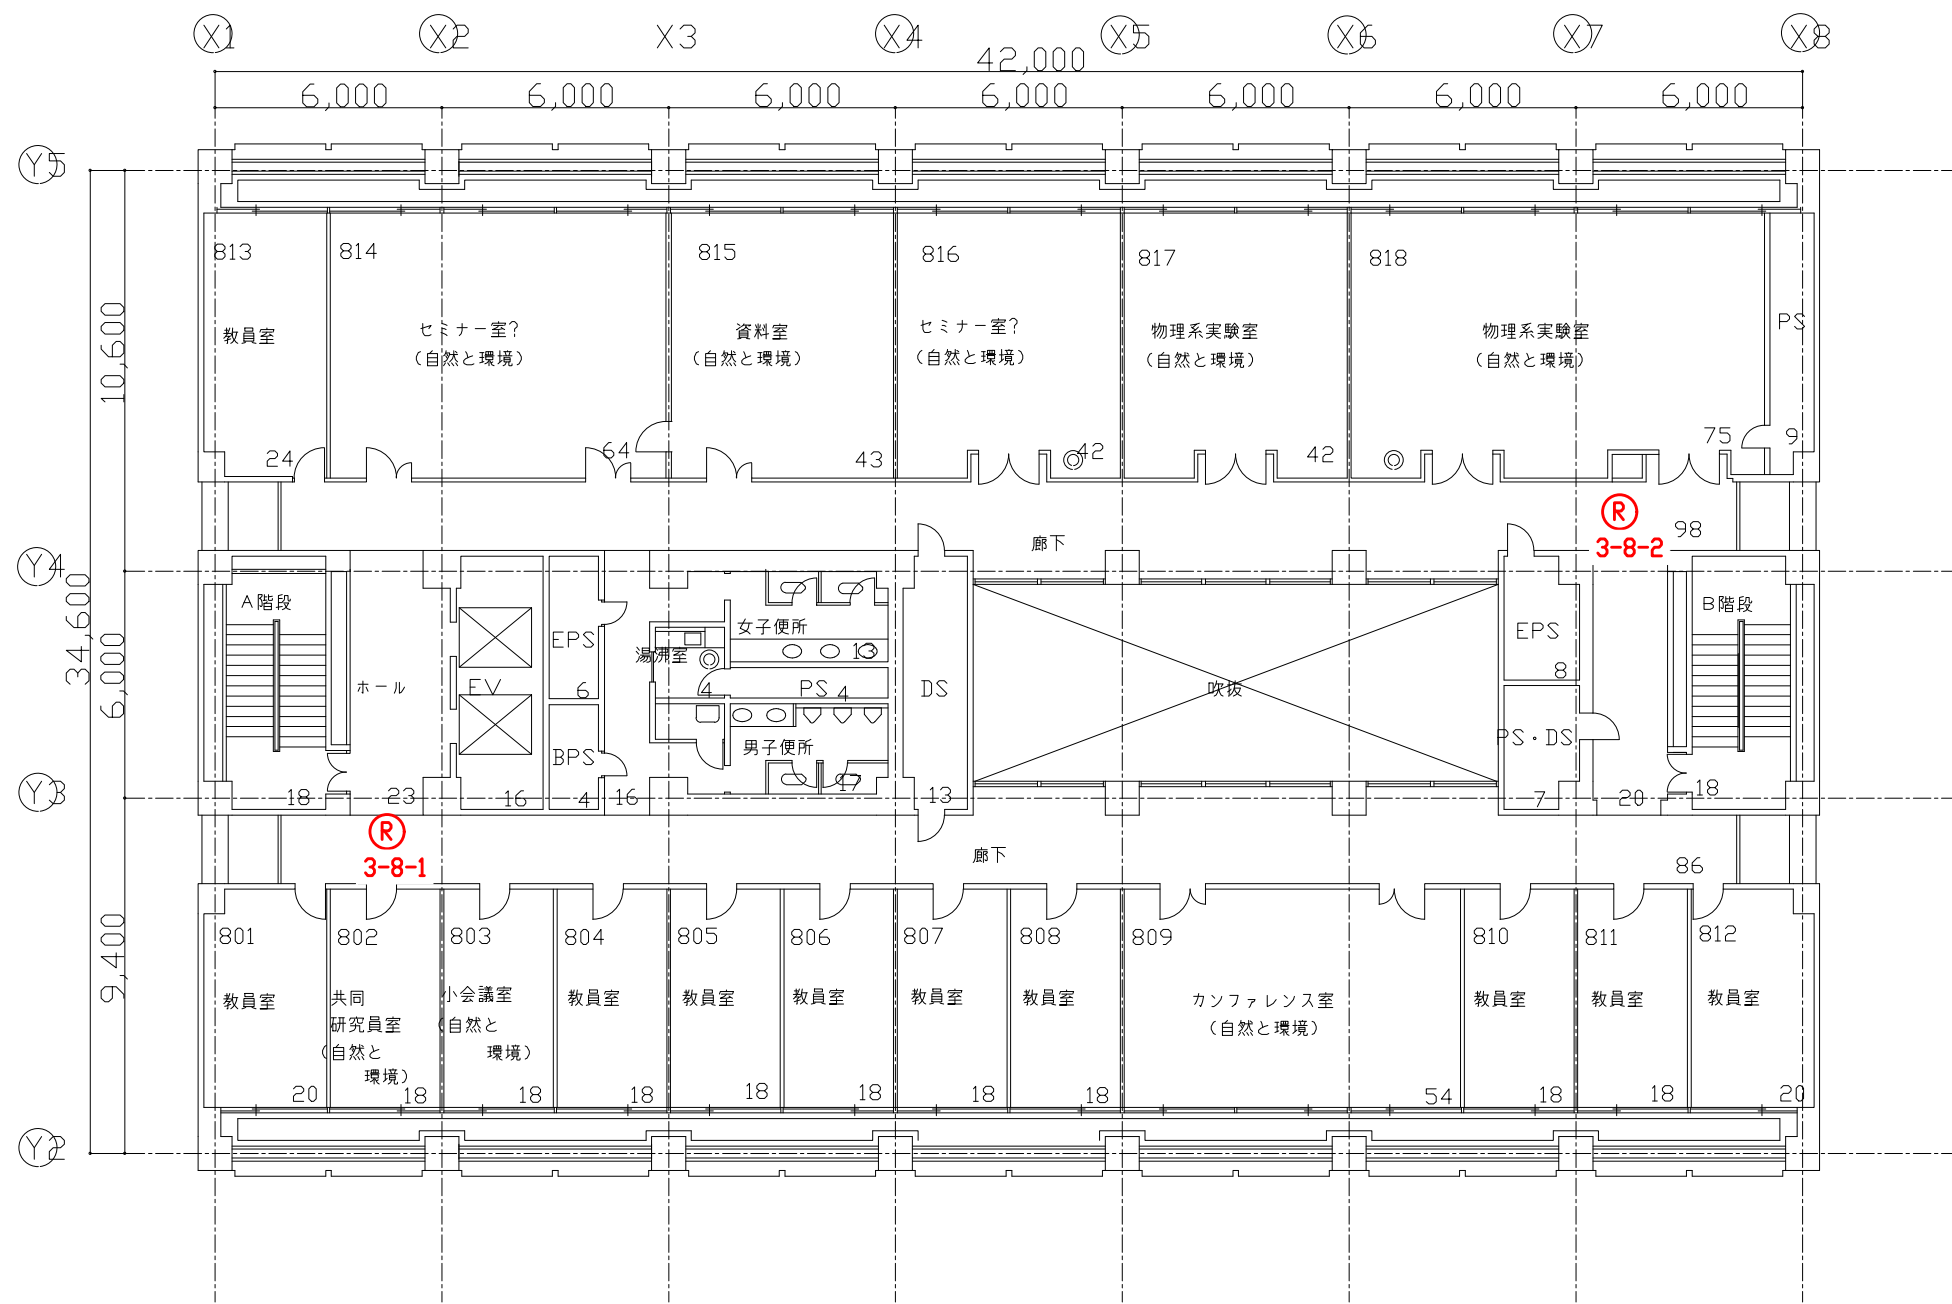 X1 X2 X3 X4 X5 X6 X7 X8
42,000
6,000 6,000 6,000 6,000 6,000 6,000 6,000
Y5
813 814 815 816 817 818
PS
教員室
セミナー室?
(自然と環境)
資料室
(自然と環境)
セミナー室?
(自然と環境)
物理系実験室
(自然と環境)
物理系実験室
(自然と環境)
10,600
24 64 43 42 42 75 9
R
3-8-2
98
廊下
Y4
34,600
6,000
A階段
ホール
EV
EPS
6
BPS
4
湯沸室
4
女子便所
13
PS 4
男子便所
17
DS
吹抜
EPS
8
PS・DS
B階段
18 23 16 16 13 7 20 18
Y3
R
3-8-1
廊下
86
9,400
801 802 803 804 805 806 807 808 809 810 811 812
教員室
共同
研究員室
(自然と
環境)
小会議室
(自然と
環境)
教員室
教員室
教員室
教員室
教員室
カンファレンス室
(自然と環境)
教員室
教員室
教員室
20 18 18 18 18 18 18 18 54 18 18 20
Y2